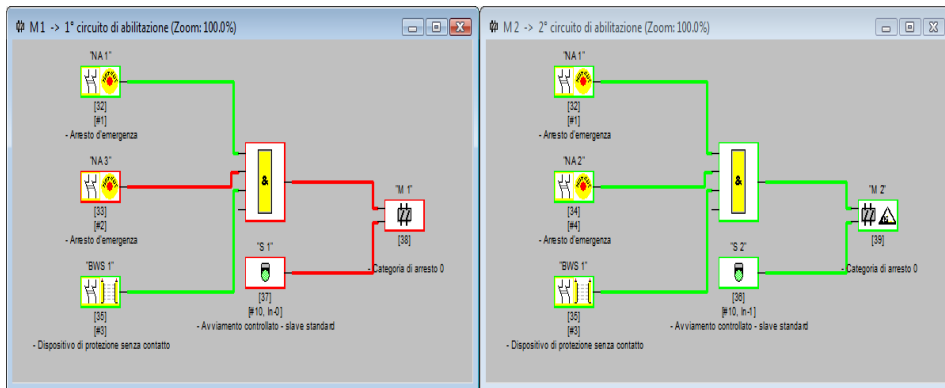 M1 -> 1° circuito di abilitazione (Zoom: 100.0%)
"NA 1"
[32]
[#1]
- Arresto d'emergenza
"NA 3"
[33]
[#2]
- Arresto d'emergenza
"BWS 1"
[35]
[#3]
- Dispositivo di protezione senza contatto
&
"S 1"
[37]
[#10, In-0]
- Avviamento controllato - slave standard
"M 1"
[38]
- Categoria di arresto 0
M2 -> 2° circuito di abilitazione (Zoom: 100.0%)
"NA 1"
[32]
[#1]
- Arresto d'emergenza
"NA 2"
[34]
[#4]
- Arresto d'emergenza
"BWS 1"
[35]
[#3]
- Dispositivo di protezione senza contatto
&
"S 2"
[36]
[#10, In-1]
- Avviamento controllato - slave standard
"M 2"
[39]
- Categoria di arresto 0